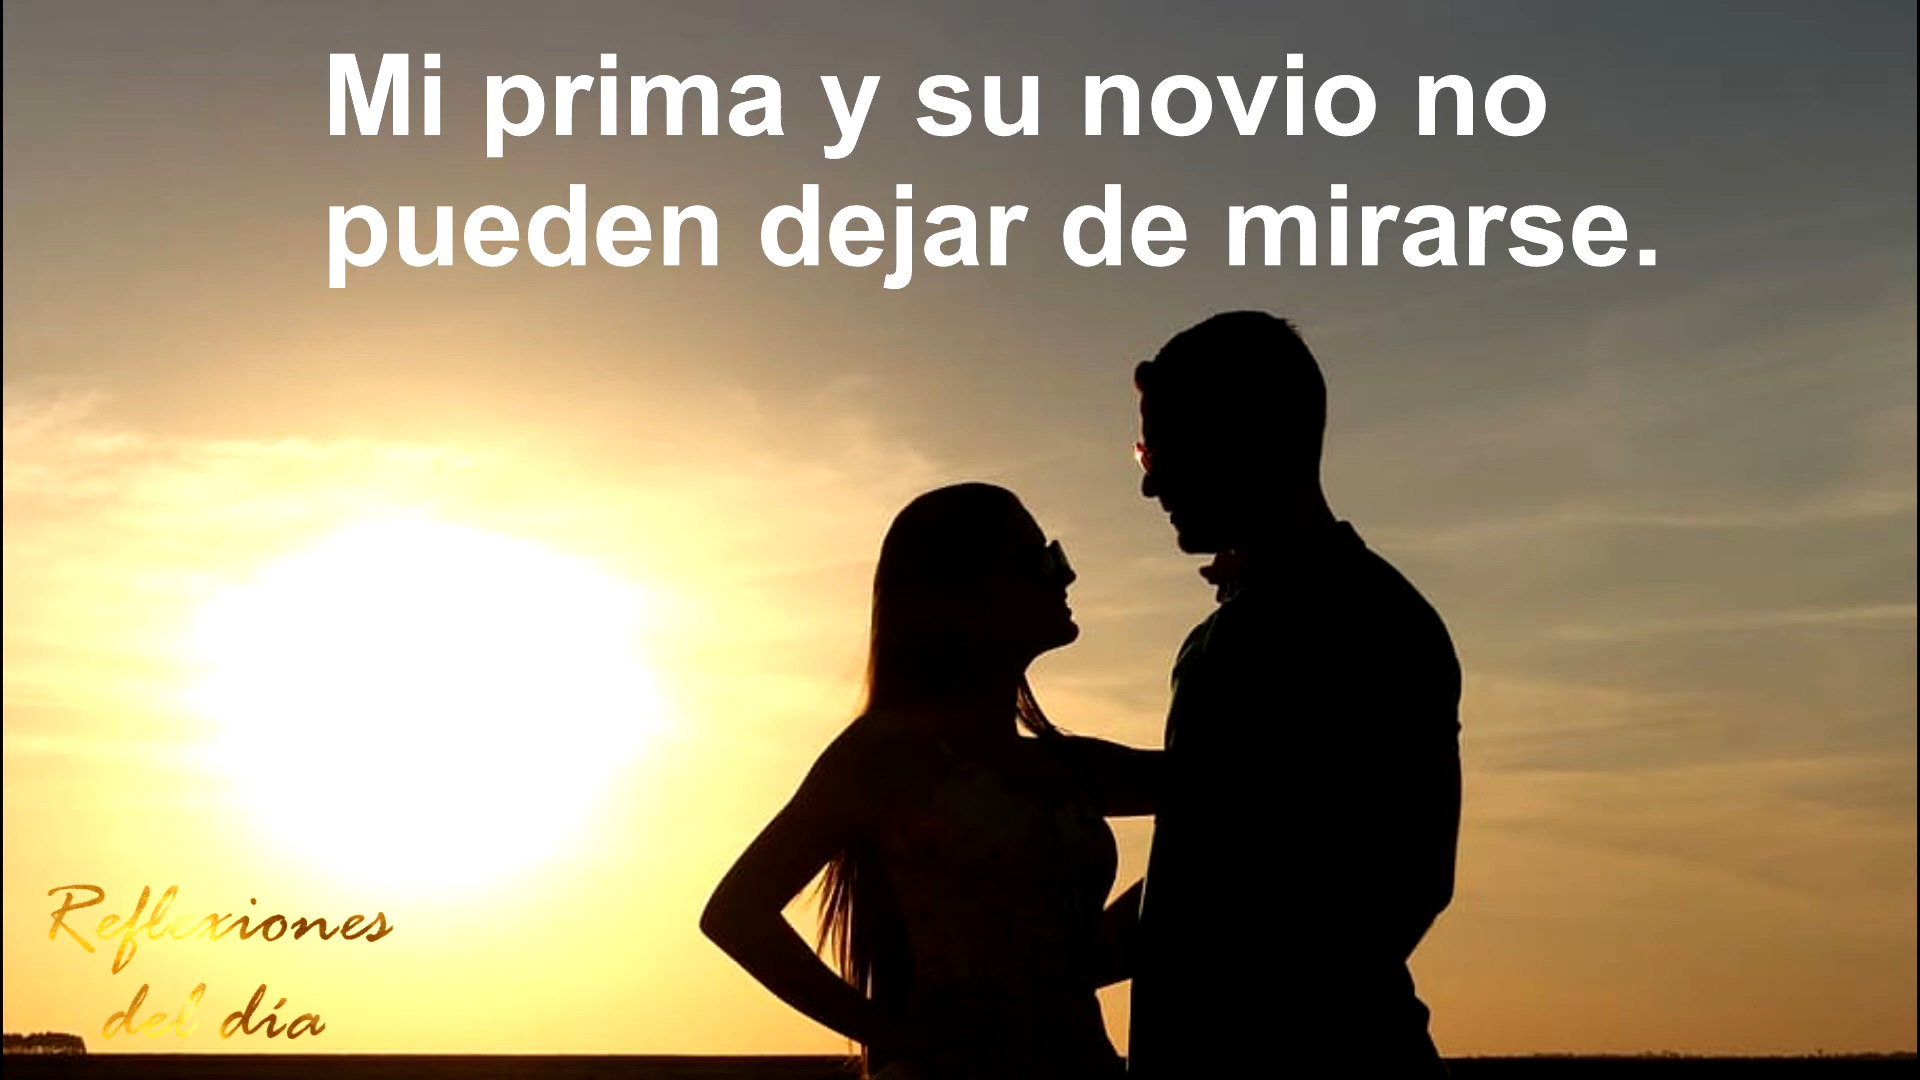 Mi prima y su novio no
pueden dejar de mirarse.
Reflexiones
del día